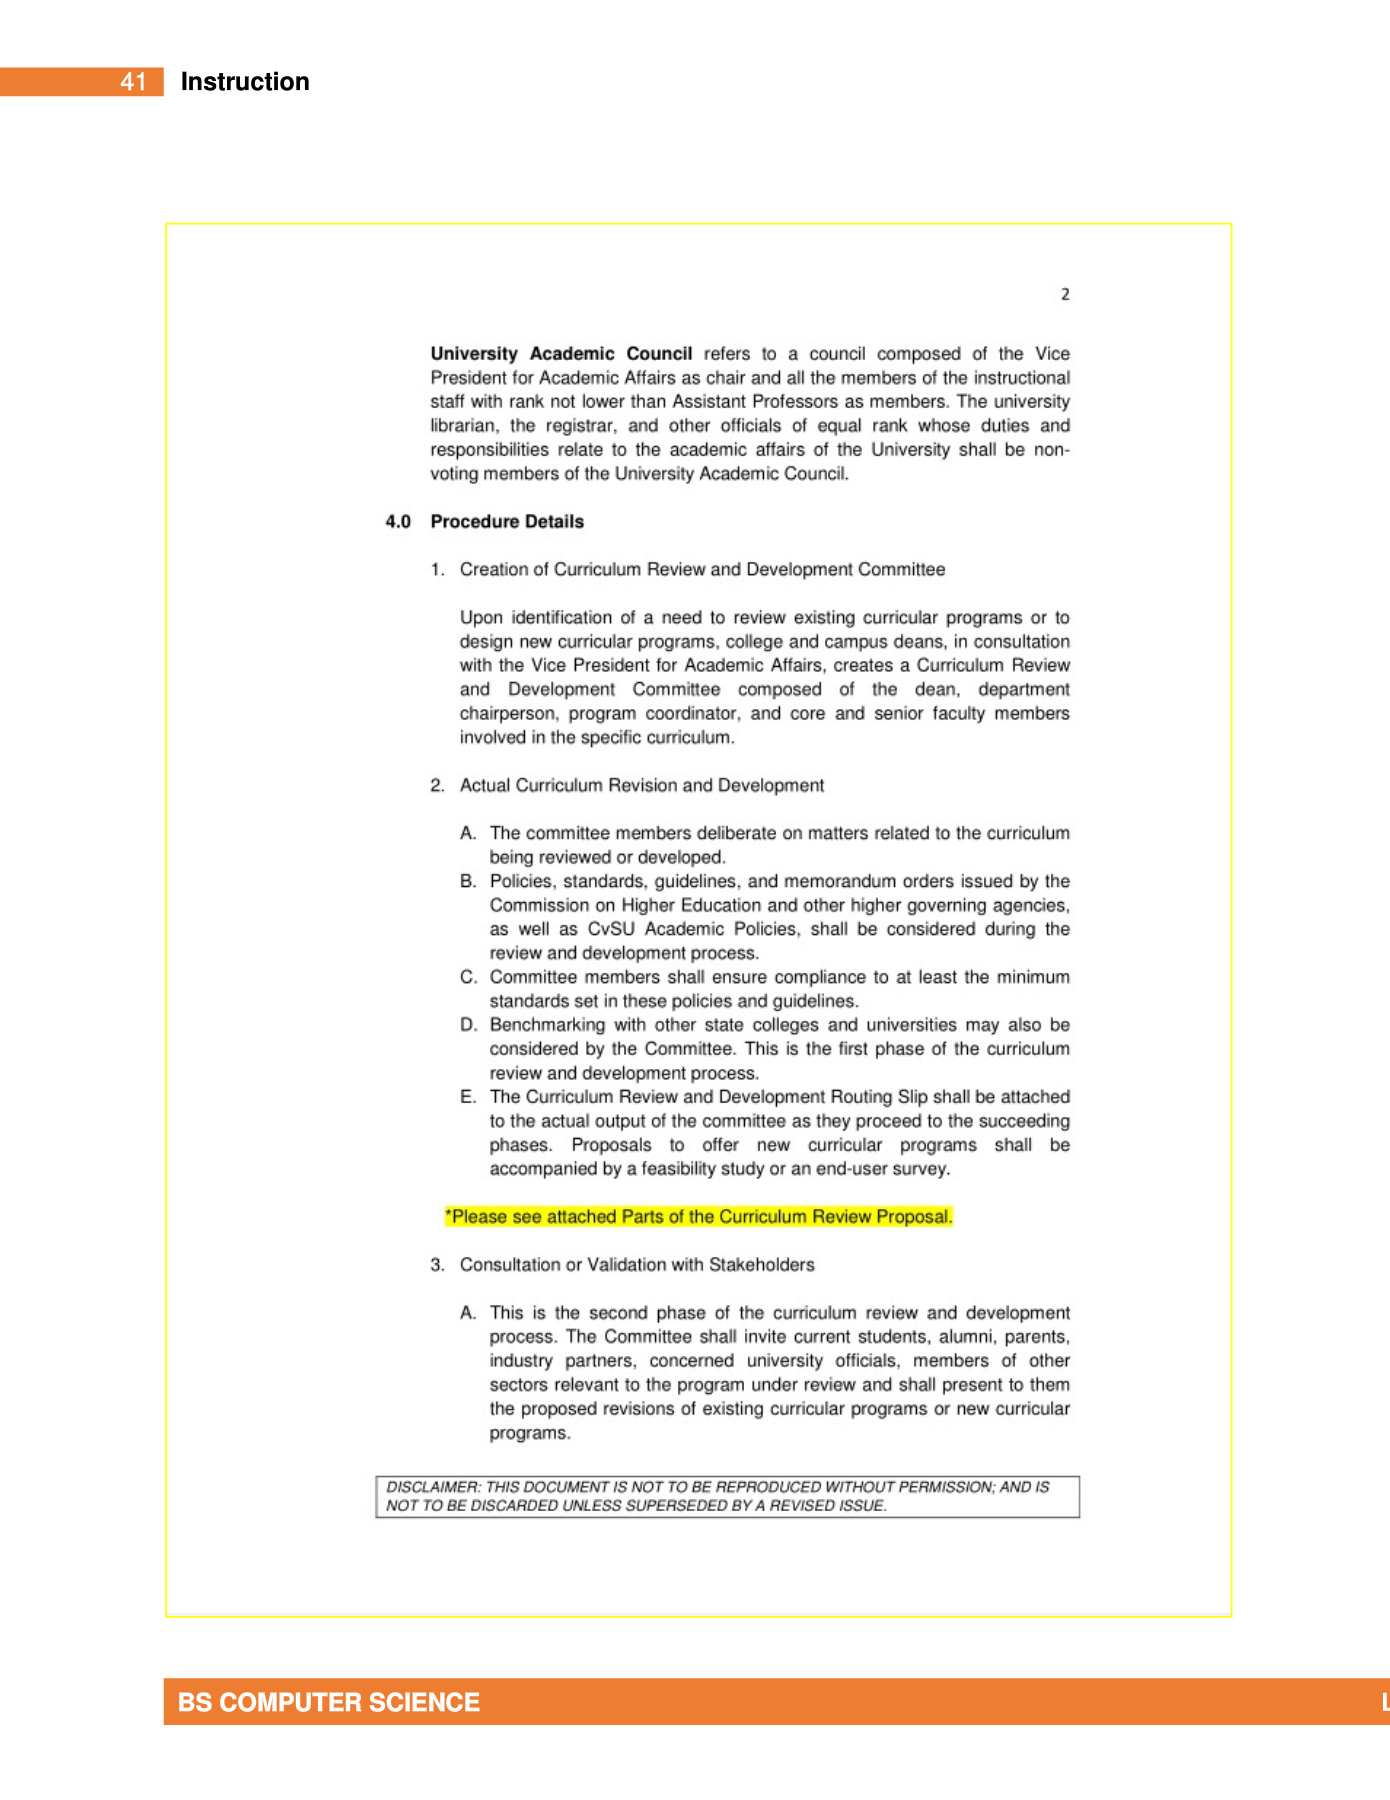 41 Instruction
2
University Academic Council refers to a council composed of the Vice
President for Academic Affairs as chair and all the members of the instructional
staff with rank not lower than Assistant Professors as members. The university
librarian, the registrar, and other officials of equal rank whose duties and
responsibilities relate to the academic affairs of the University shall be non-
voting members of the University Academic Council.
4.0 Procedure Details
1. Creation of Curriculum Review and Development Committee
Upon identification of a need to review existing curricular programs or to
design new curricular programs, college and campus deans, in consultation
with the Vice President for Academic Affairs, creates a Curriculum Review
and Development Committee composed of the dean, department
chairperson, program coordinator, and core and senior faculty members
involved in the specific curriculum.
2. Actual Curriculum Revision and Development
A. The committee members deliberate on matters related to the curriculum
being reviewed or developed.
B. Policies, standards, guidelines, and memorandum orders issued by the
Commission on Higher Education and other higher governing agencies,
as well as CvSU Academic Policies, shall be considered during the
review and development process.
C. Committee members shall ensure compliance to at least the minimum
standards set in these policies and guidelines.
D. Benchmarking with other state colleges and universities may also be
considered by the Committee. This is the first phase of the curriculum
review and development process.
E. The Curriculum Review and Development Routing Slip shall be attached
to the actual output of the committee as they proceed to the succeeding
phases. Proposals to offer new curricular programs shall be
accompanied by a feasibility study or an end-user survey.
*Please see attached Parts of the Curriculum Review Proposal.
3. Consultation or Validation with Stakeholders
A. This is the second phase of the curriculum review and development
process. The Committee shall invite current students, alumni, parents,
industry partners, concerned university officials, members of other
sectors relevant to the program under review and shall present to them
the proposed revisions of existing curricular programs or new curricular
programs.
DISCLAIMER: THIS DOCUMENT IS NOT TO BE REPRODUCED WITHOUT PERMISSION; AND IS
NOT TO BE DISCARDED UNLESS SUPERSEDED BY A REVISED ISSUE.
BS COMPUTER SCIENCE